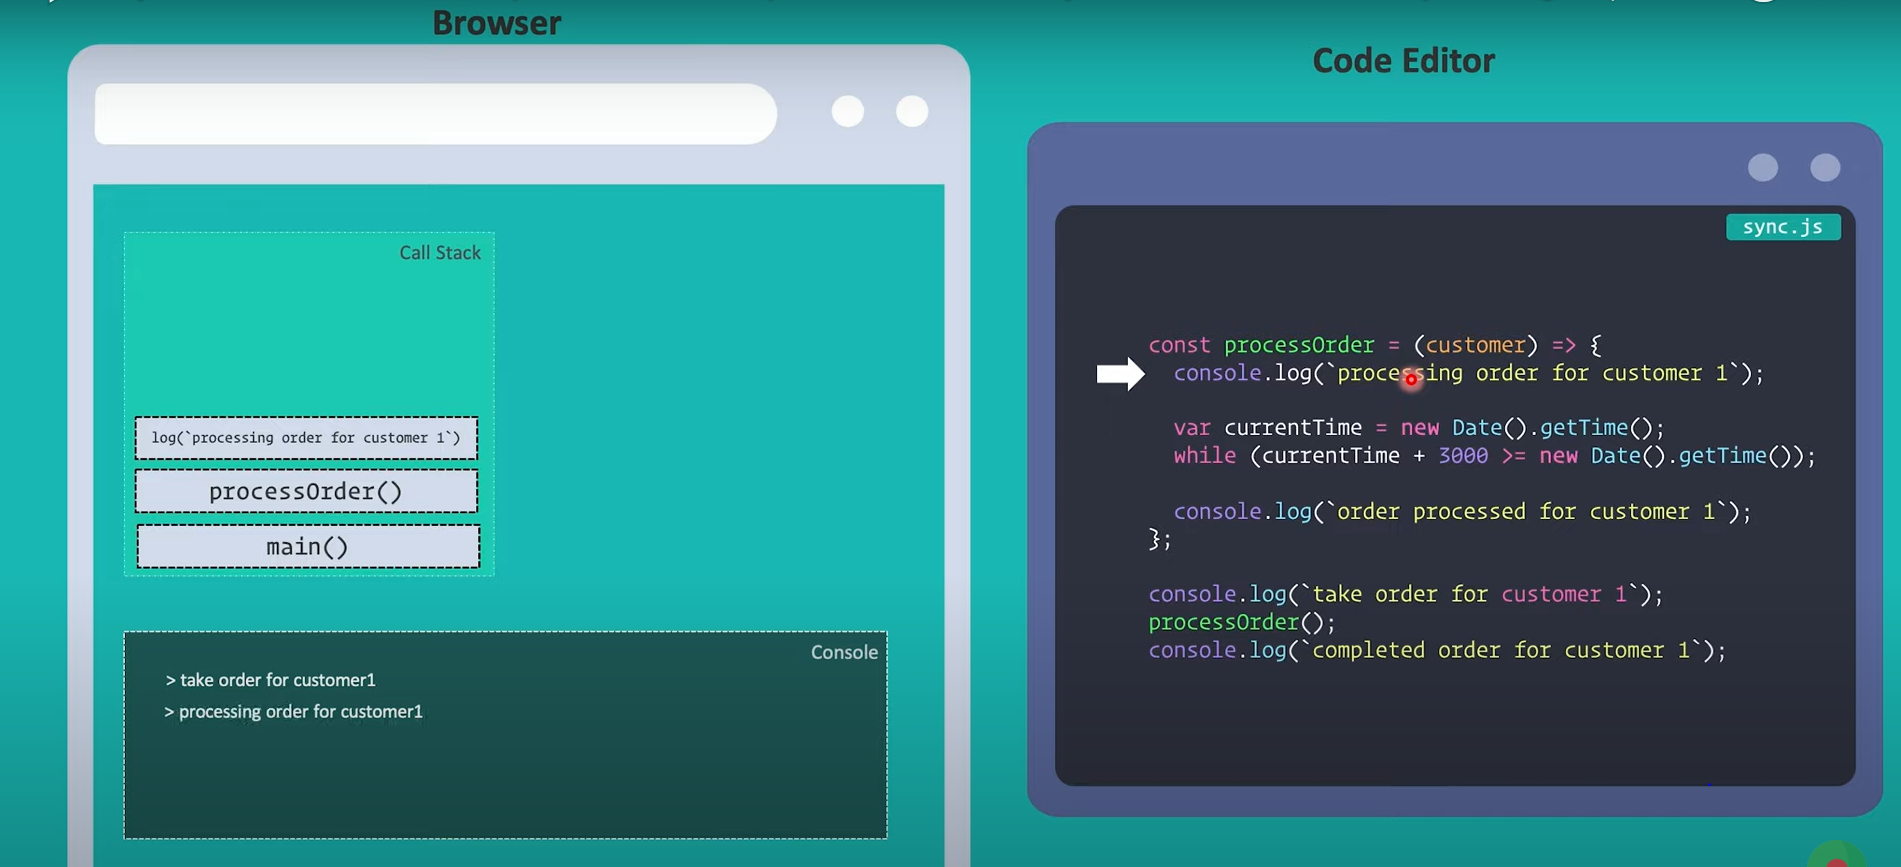 Browser
Call Stack
log(`processing order for customer 1`)
processOrder()
main()
Console
> take order for customer1
> processing order for customer1
Code Editor
sync.js
const processOrder = (customer) => {
console.log(`processing order for customer 1`);
var currentTime = new Date().getTime();
while (currentTime + 3000 >= new Date().getTime());
console.log(`order processed for customer 1`);
};
console.log(`take order for customer 1`);
processOrder();
console.log(`completed order for customer 1`);